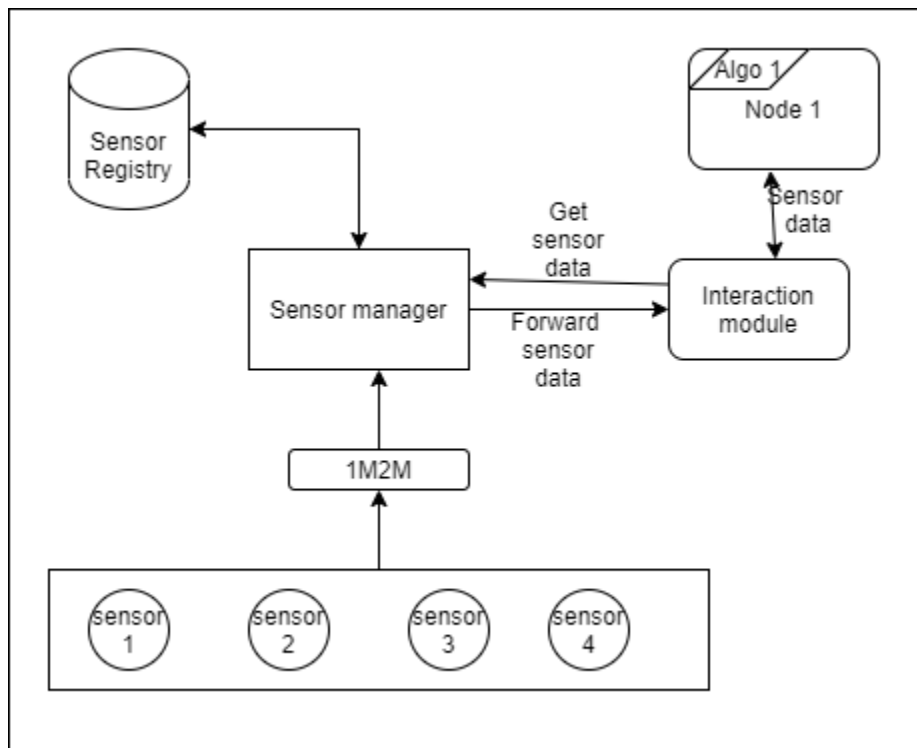 Sensor
Registry
Algo 1
Node 1
Sensor
data
Get
sensor
data
Sensor manager
Interaction
module
Forward
sensor
data
1M2M
sensor
1
sensor
2
sensor
3
sensor
4